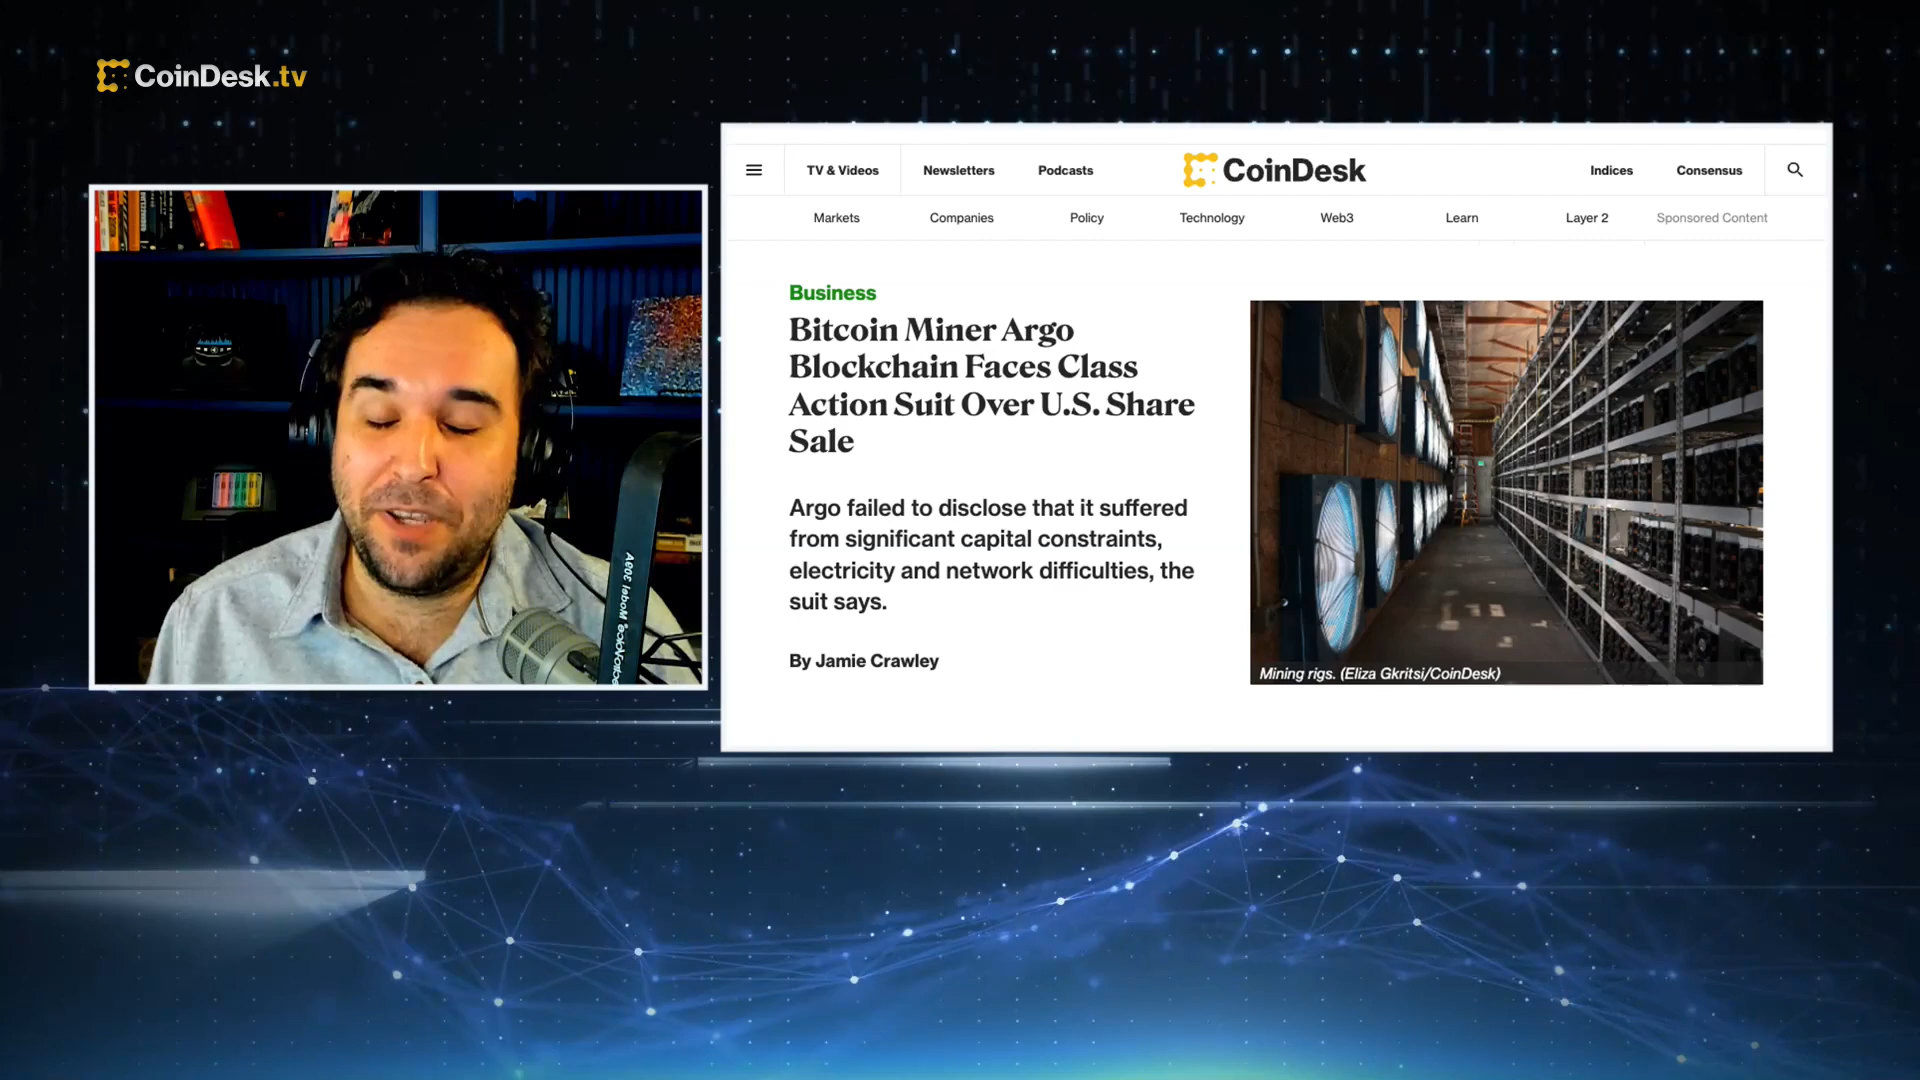 CoinDesk.tv
TV & Videos
Newsletters
Podcasts
CoinDesk
Indices
Consensus
Markets
Companies
Policy
Technology
Web3
Learn
Layer 2
Sponsored Content
Business
Bitcoin Miner Argo
Blockchain Faces Class
Action Suit Over U.S. Share
Sale
Argo failed to disclose that it suffered
from significant capital constraints,
electricity and network difficulties, the
suit says.
By Jamie Crawley
Mining rigs. (Eliza Gkritsi/CoinDesk)